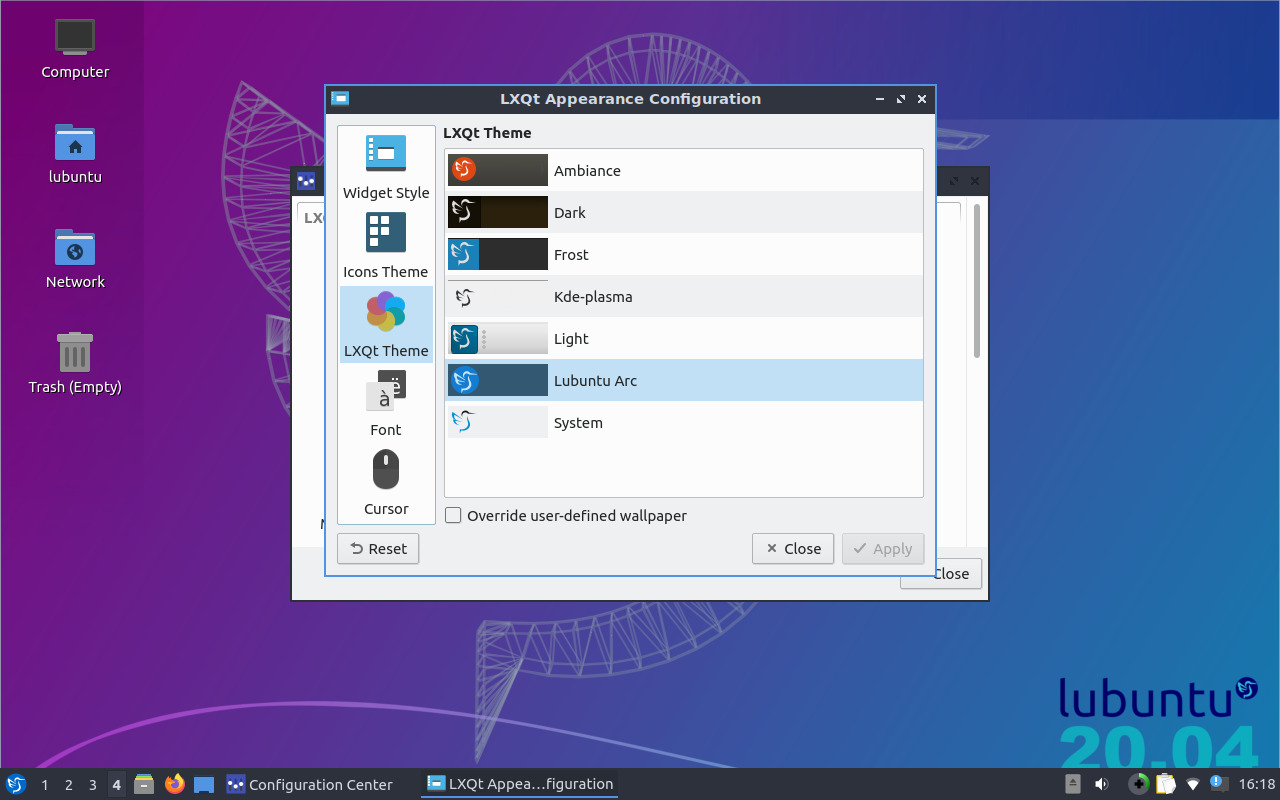 Computer
lubuntu
Network
Trash (Empty)
LXQt Appearance Configuration
Widget Style
Icons Theme
LXQt Theme
Font
Cursor
LXQt Theme
Ambiance
Dark
Frost
Kde-plasma
Light
Lubuntu Arc
System
Override user-defined wallpaper
Reset
Close
Apply
Close
lubuntu
20.04
1 2 3 4 Configuration Center LXQt Appea…figuration 16:18